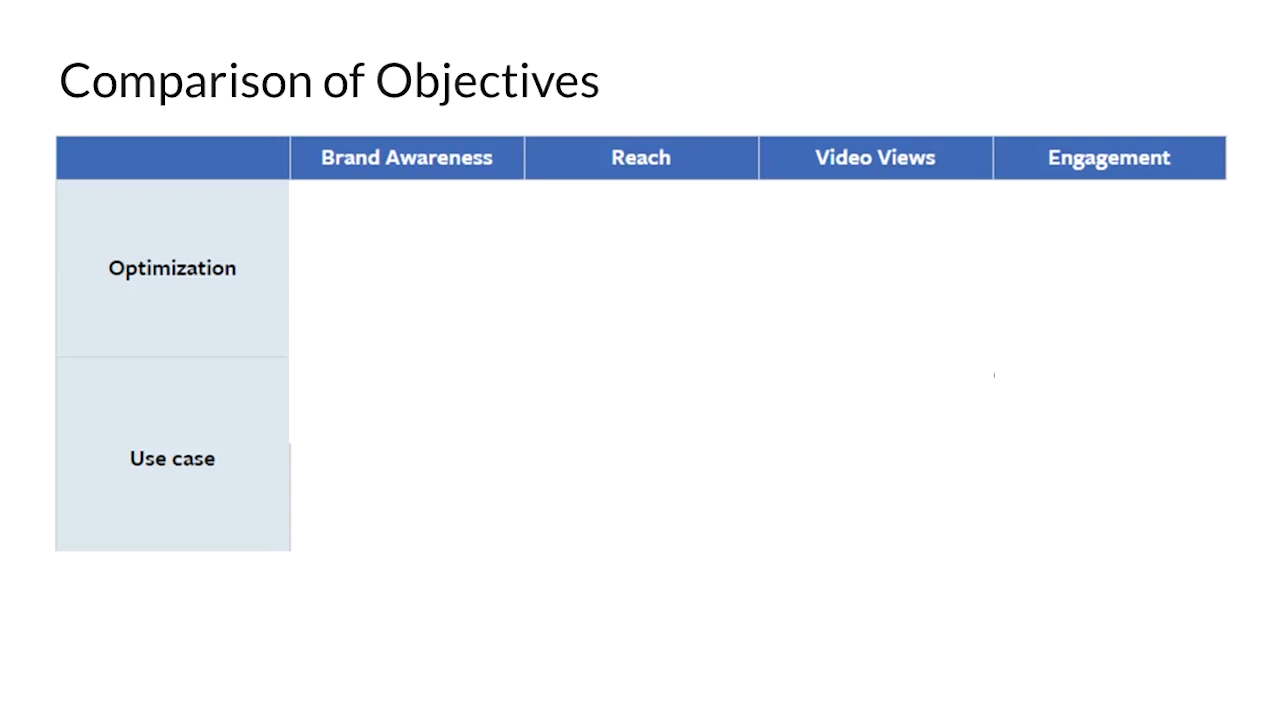 Comparison of Objectives
Brand Awareness Reach Video Views Engagement
Optimization
Use case